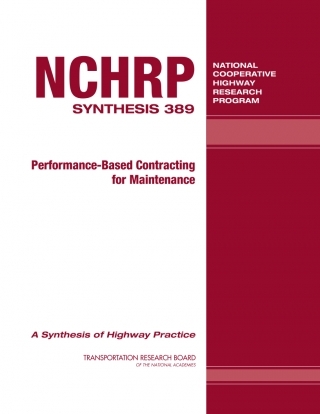 NCHRP
SYNTHESIS 389
NATIONAL
COOPERATIVE
HIGHWAY
RESEARCH
PROGRAM
Performance-Based Contracting
for Maintenance
A Synthesis of Highway Practice
TRANSPORTATION RESEARCH BOARD
OF THE NATIONAL ACADEMIES